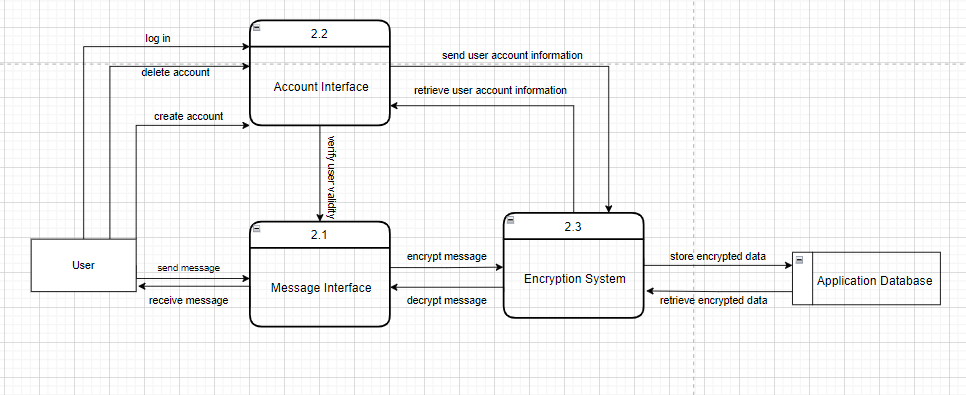 2.2
log in
send user account information
delete account
Account Interface
retrieve user account information
create account
verify user validity
2.1
2.3
User
send message
encrypt message
store encrypted data
Message Interface
Encryption System
Application Database
receive message
decrypt message
retrieve encrypted data